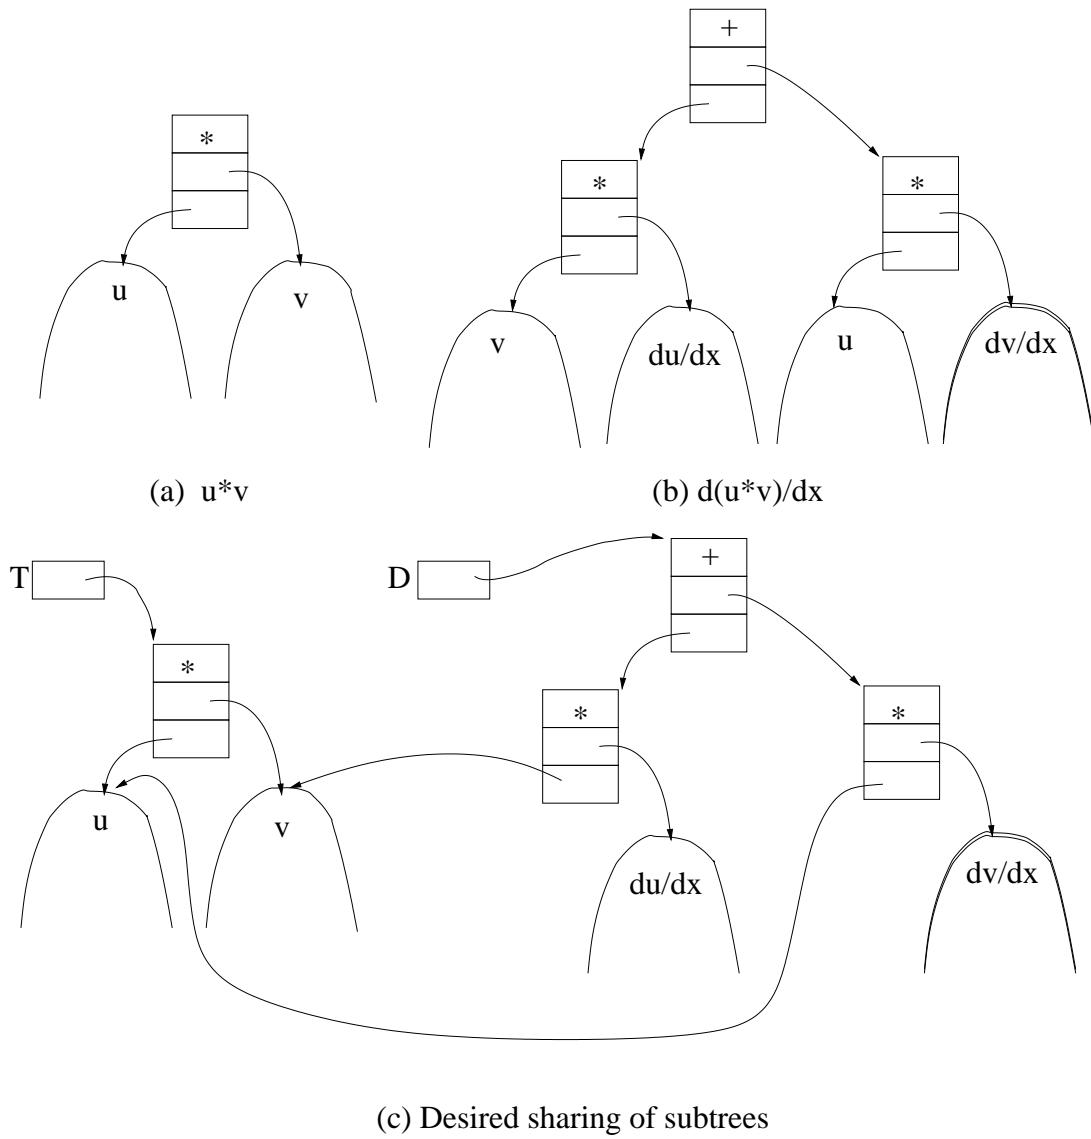 +
*
*
*
u
v
v
du/dx
u
dv/dx
(a) u*v
(b) d(u*v)/dx
T
D
+
*
*
*
u
v
du/dx
dv/dx
(c) Desired sharing of subtrees